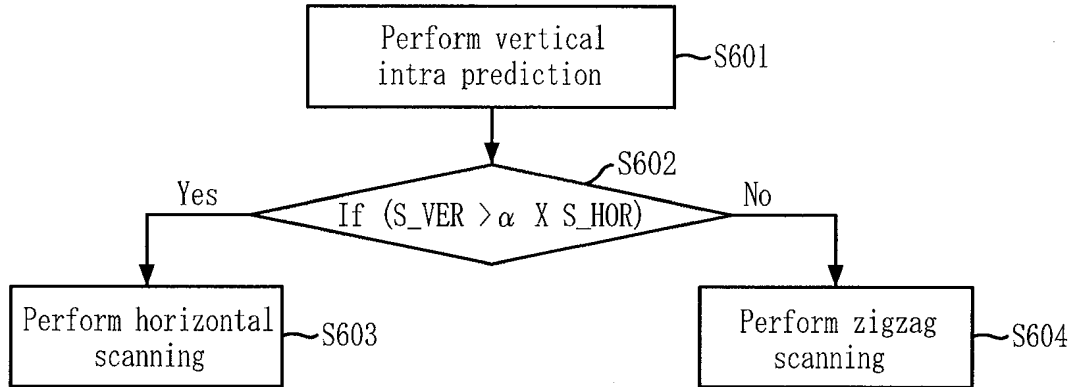 Perform vertical
intra prediction
S601
S602
Yes
No
If (S_VER >α X S_HOR)
Perform horizontal
scanning
S603
Perform zigzag
scanning
S604